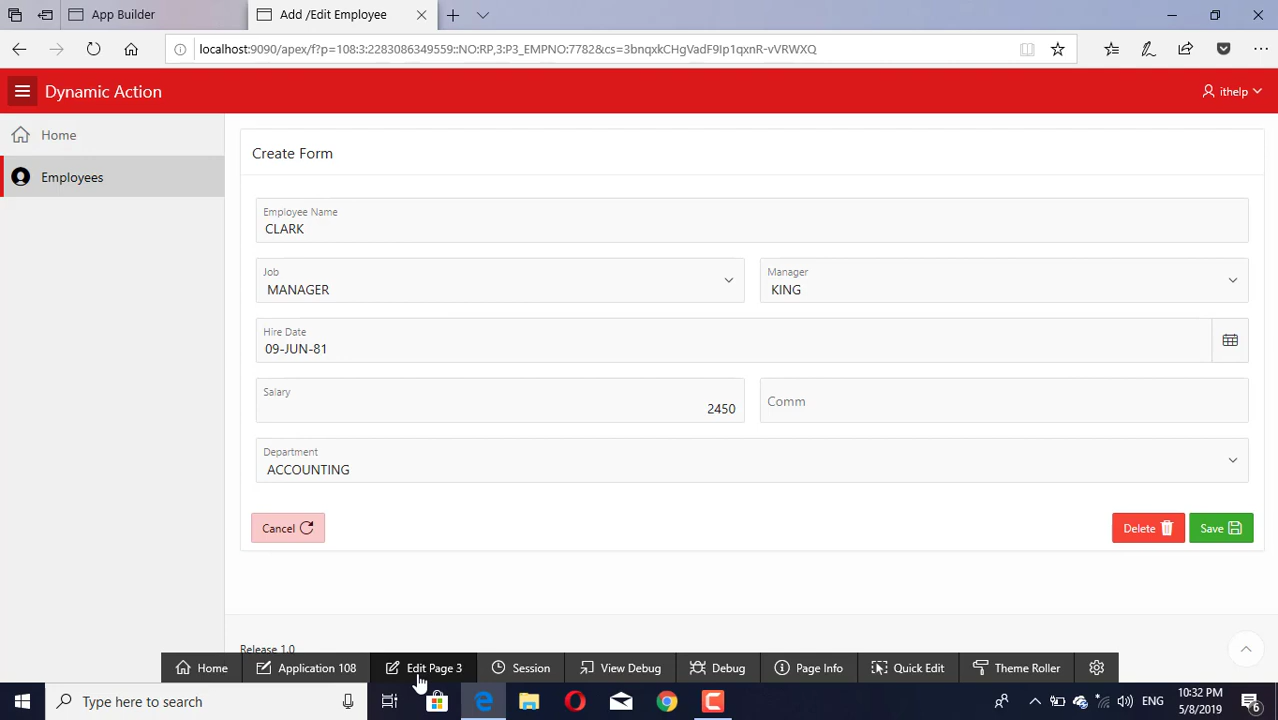 App Builder
Add /Edit Employee
localhost:9090/apex/f?p=108:3:2283086349559::NO:RP,3:P3_EMPNO:7782&cs=3bnqxkCHgVadF9Ip1qxnR-vVRWXQ
Dynamic Action
ithelp
Home
Employees
Create Form
Employee Name
CLARK
Job
MANAGER
Manager
KING
Hire Date
09-JUN-81
Salary
2450
Comm
Department
ACCOUNTING
Cancel
Delete
Save
Release 1.0
Home
Application 108
Edit Page 3
Session
View Debug
Debug
Page Info
Quick Edit
Theme Roller
Type here to search
ENG
10:32 PM
5/8/2019
6